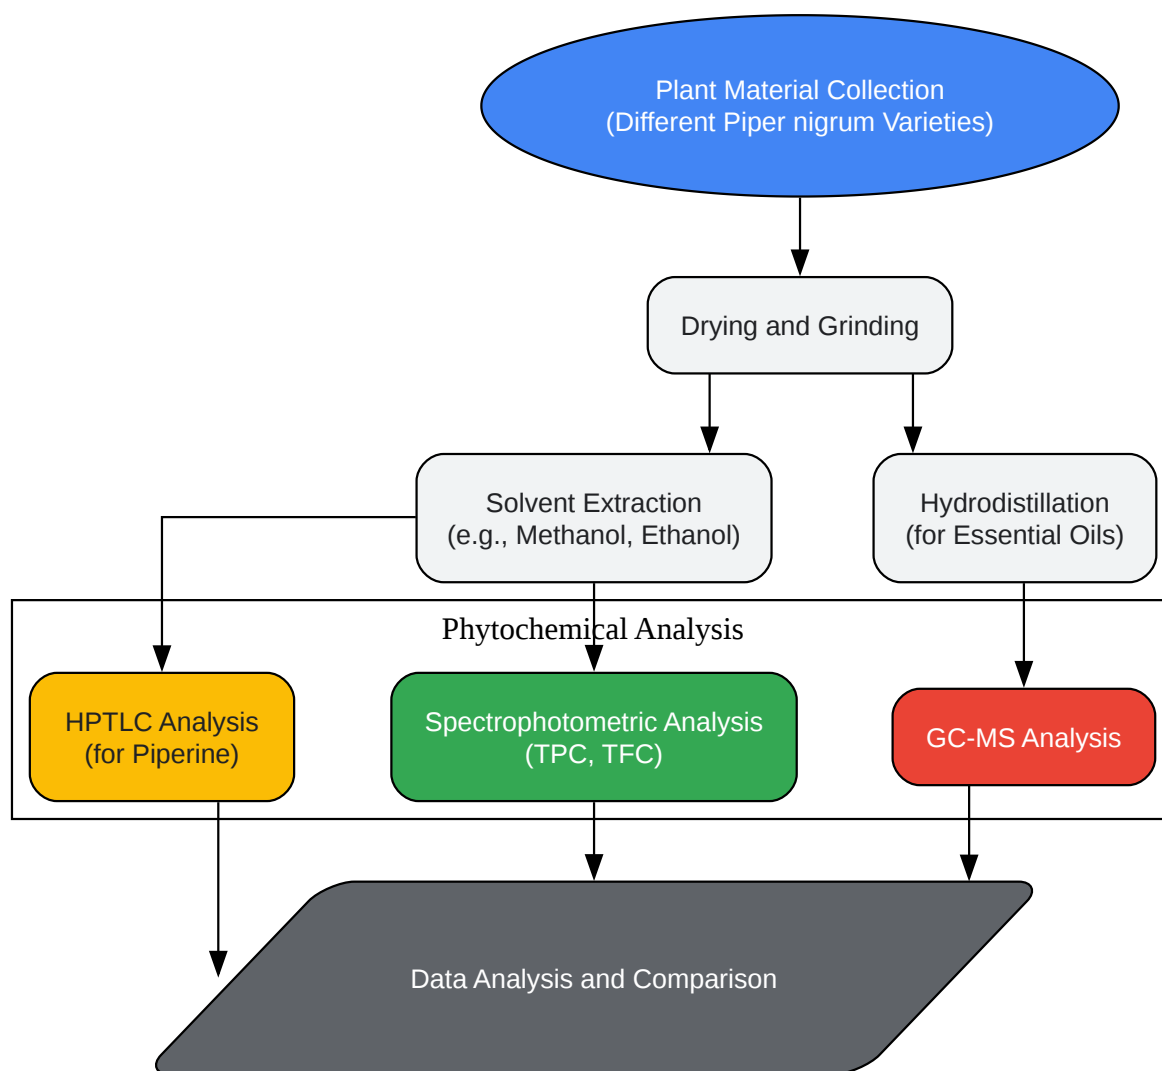 Plant Material Collection
(Different Piper nigrum Varieties)
Drying and Grinding
Solvent Extraction
(e.g., Methanol, Ethanol)
Hydrodistillation
(for Essential Oils)
Phytochemical Analysis
HPTLC Analysis
(for Piperine)
Spectrophotometric Analysis
(TPC, TFC)
GC-MS Analysis
Data Analysis and Comparison